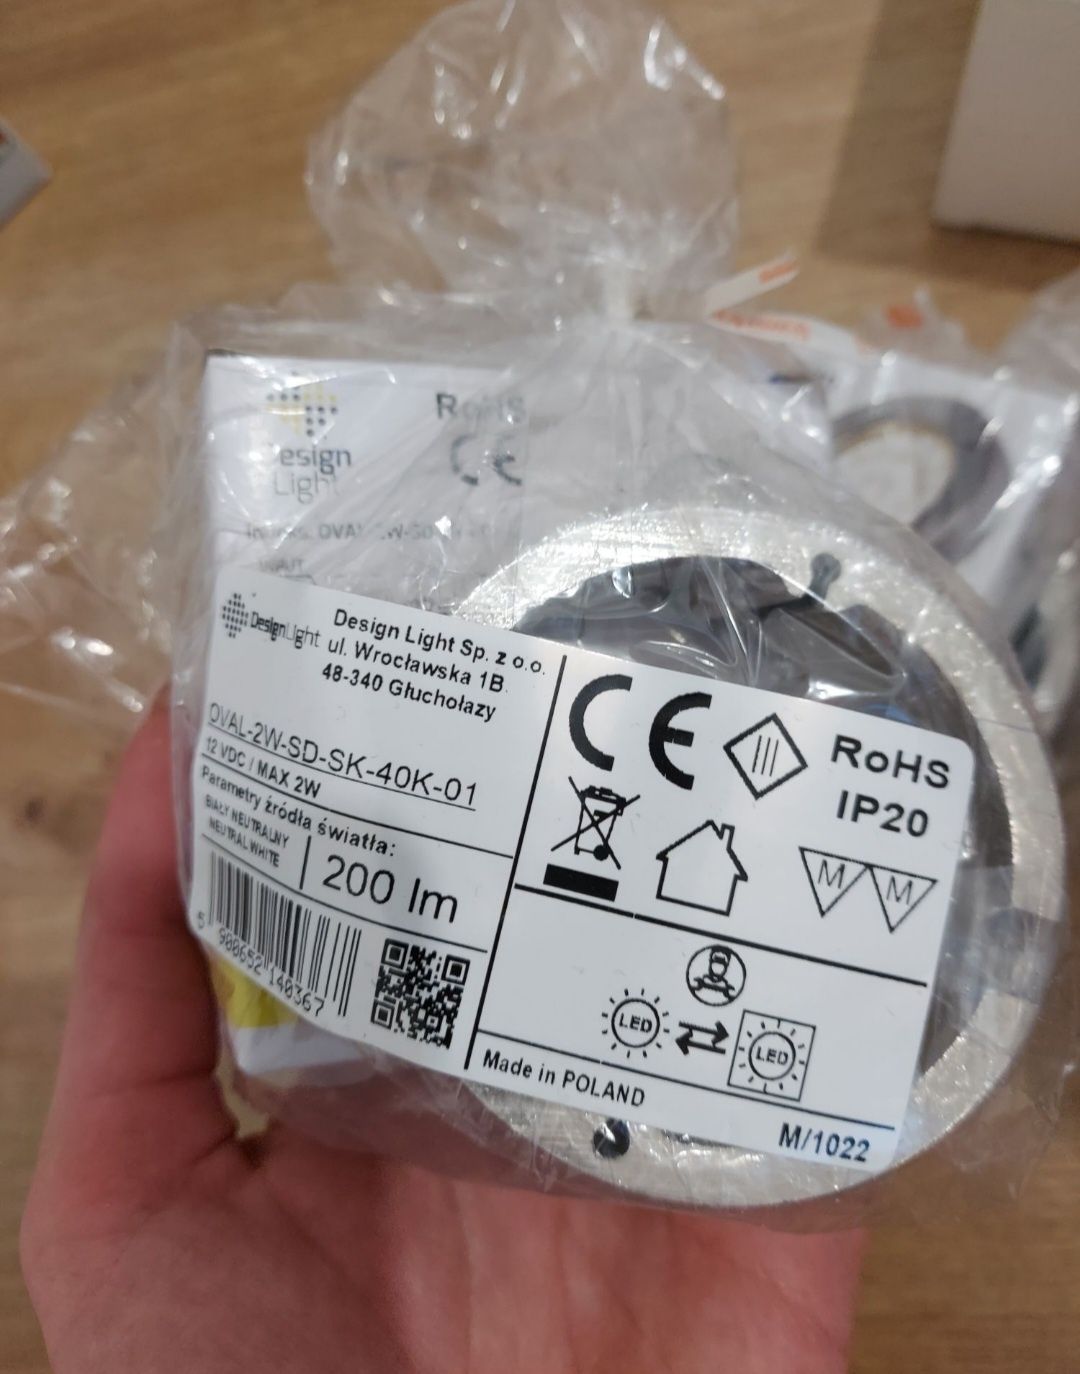 RoHS
CE
esign
Light
DesignLight
Design Light Sp. z o.o.
ul. Wrocławska 1B
48-340 Głuchołazy
OVAL-2W-SD-SK-40K-01
12 VDC / MAX 2W
Parametry źródła światła:
BIAŁY NEUTRALNY
NEUTRAL WHITE
200 lm
5 900652 140367
CE
RoHS
IP20
M M
LED
LED
Made in POLAND
M/1022